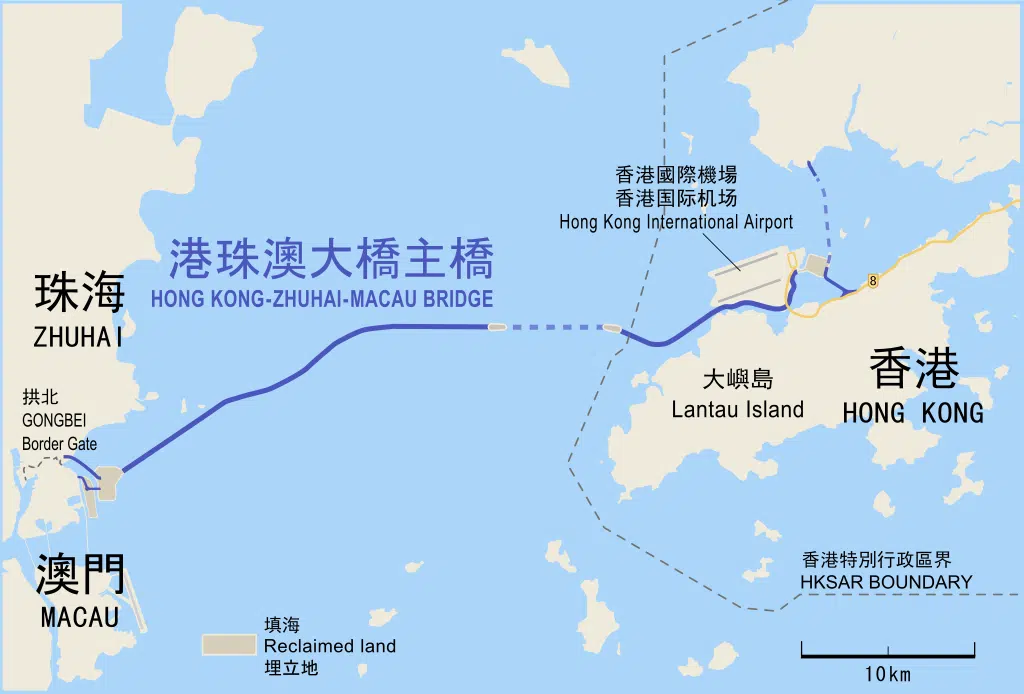 香港國際機場
香港国际机场
Hong Kong International Airport
港珠澳大橋主橋
HONG KONG-ZHUHAI-MACAU BRIDGE
珠海
ZHUHAI
8
香港
HONG KONG
大嶼島
Lantau Island
拱北
GONGBEI
Border Gate
澳門
MACAU
香港特別行政區界
HKSAR BOUNDARY
填海
Reclaimed land
埋立地
10km